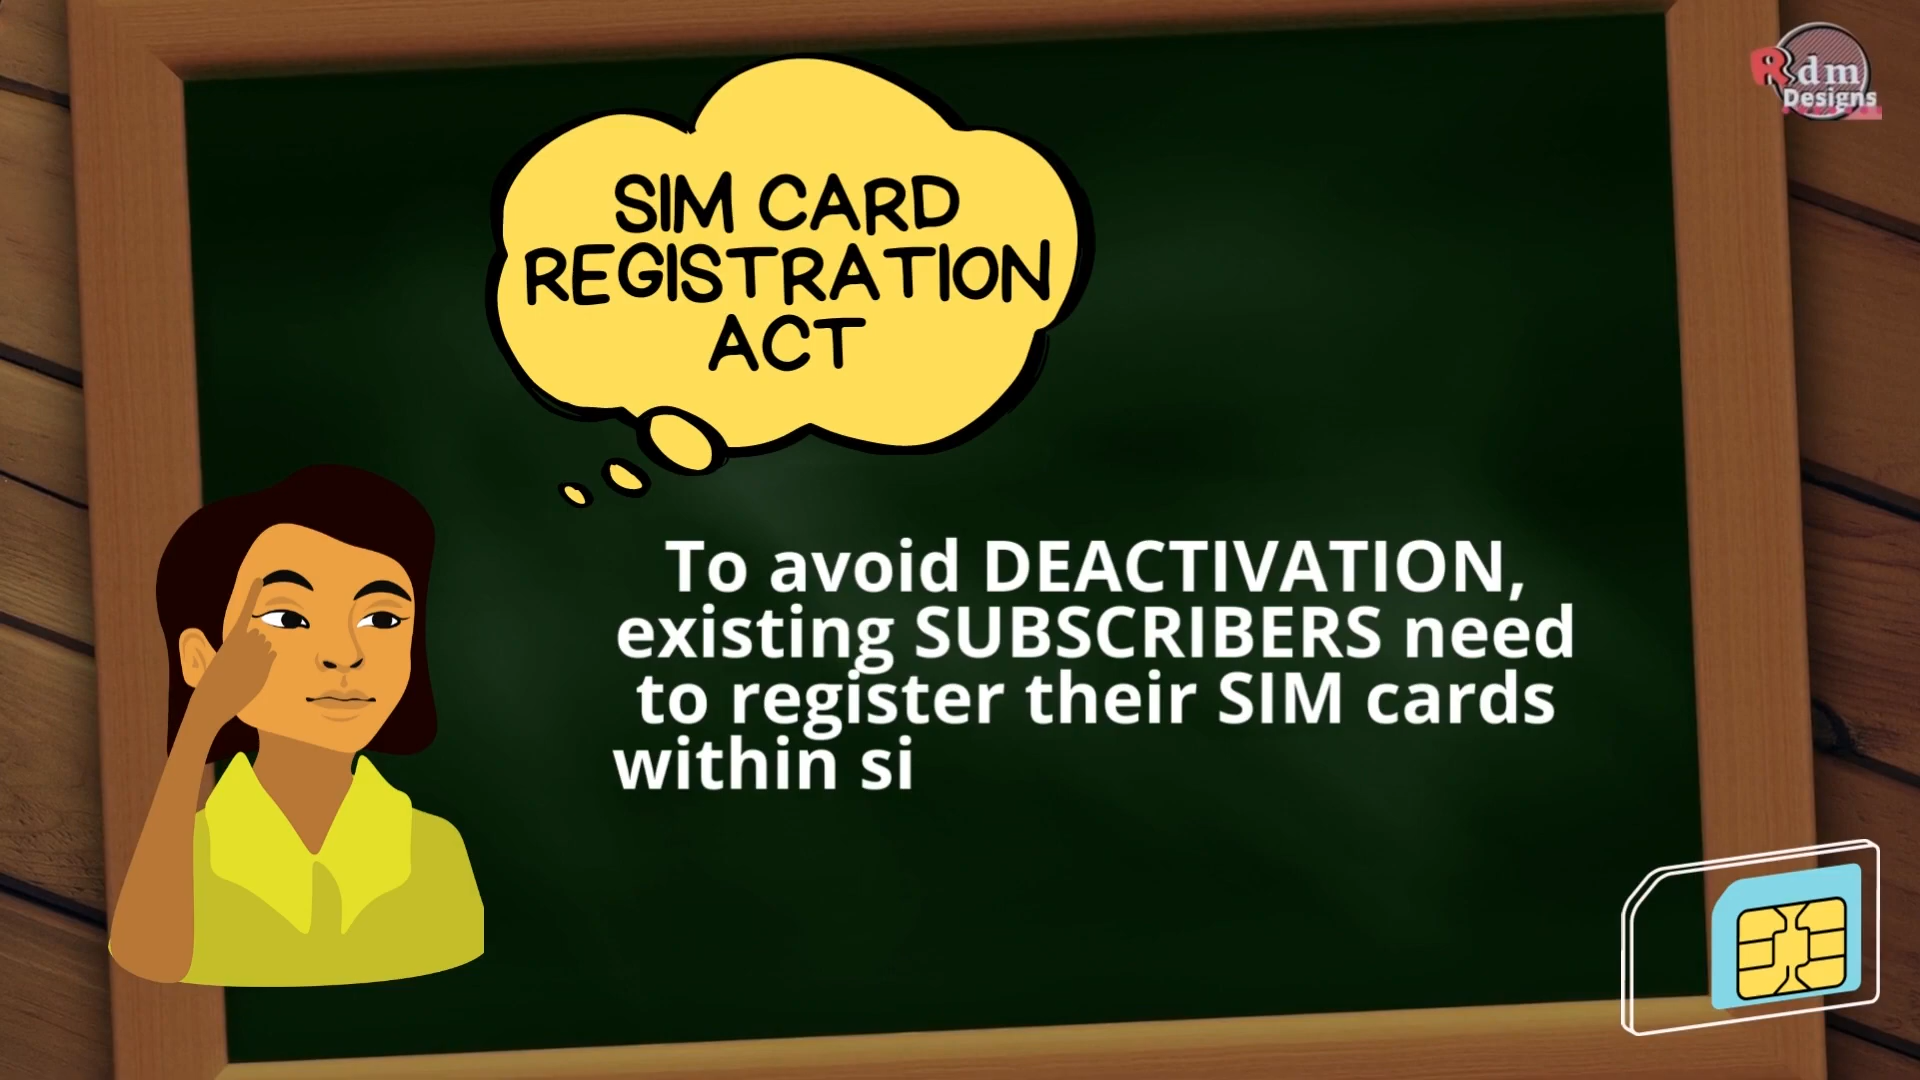 Rdm
Designs
SIM CARD
REGISTRATION
ACT
To avoid DEACTIVATION,
existing SUBSCRIBERS need
to register their SIM cards
within si